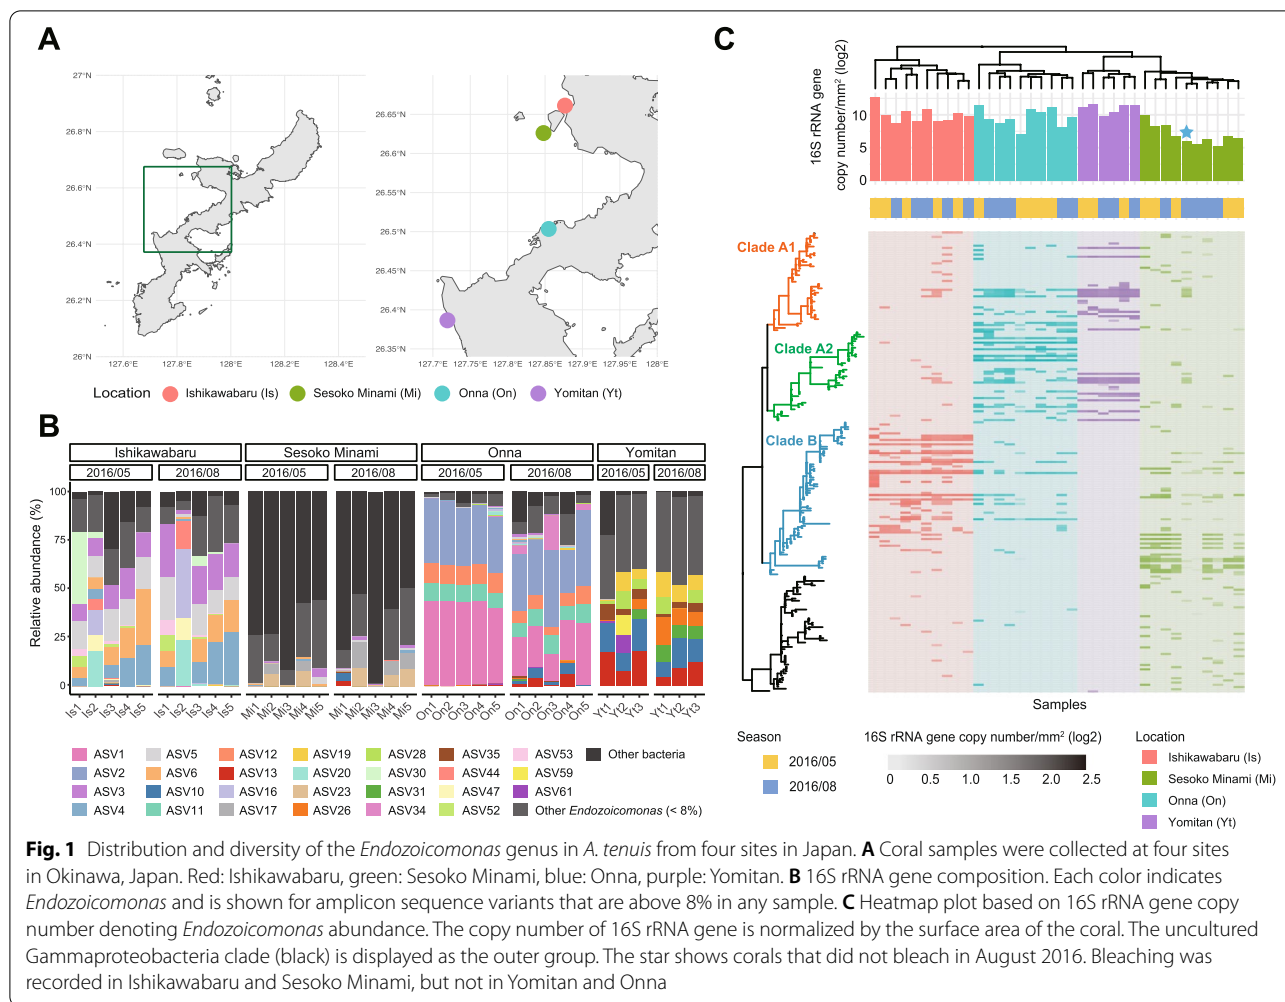 A
27°N
26.8°N
26.6°N
26.4°N
26.2°N
26°N
127.6°E
127.8°E
128°E
128.2°E
128.4°E
26.65°N
26.6°N
26.55°N
26.5°N
26.45°N
26.4°N
26.35°N
127.7°E
127.75°E
127.8°E
127.85°E
127.9°E
127.95°E
128°E
Location
Ishikawabaru (Is)
Sesoko Minami (Mi)
Onna (On)
Yomitan (Yt)
B
Ishikawabaru
Sesoko Minami
Onna
Yomitan
2016/05
2016/08
2016/05
2016/08
2016/05
2016/08
2016/05
2016/08
Relative abundance (%)
100
75
50
25
0
Is1 Is2 Is3 Is4 Is5
Is1 Is2 Is3 Is4 Is5
Mi1 Mi2 Mi3 Mi4 Mi5
Mi1 Mi2 Mi3 Mi4 Mi5
On1 On2 On3 On4 On5
On1 On2 On3 On4 On5
Yt1 Yt2 Yt3
Yt1 Yt2 Yt3
ASV1 ASV5 ASV12 ASV19 ASV28 ASV35 ASV53 Other bacteria
ASV2 ASV6 ASV13 ASV20 ASV30 ASV44 ASV59
ASV3 ASV10 ASV16 ASV23 ASV31 ASV47 ASV61
ASV4 ASV11 ASV17 ASV26 ASV34 ASV52 Other Endozoicomonas (< 8%)
C
16S rRNA gene
copy number/mm² (log2)
10
5
0
Clade A1
Clade A2
Clade B
Samples
Season
2016/05
2016/08
16S rRNA gene copy number/mm² (log2)
0 0.5 1.0 1.5 2.0 2.5
Location
Ishikawabaru (Is)
Sesoko Minami (Mi)
Onna (On)
Yomitan (Yt)
Fig. 1 Distribution and diversity of the Endozoicomonas genus in A. tenuis from four sites in Japan. A Coral samples were collected at four sites
in Okinawa, Japan. Red: Ishikawabaru, green: Sesoko Minami, blue: Onna, purple: Yomitan. B 16S rRNA gene composition. Each color indicates
Endozoicomonas and is shown for amplicon sequence variants that are above 8% in any sample. C Heatmap plot based on 16S rRNA gene copy
number denoting Endozoicomonas abundance. The copy number of 16S rRNA gene is normalized by the surface area of the coral. The uncultured
Gammaproteobacteria clade (black) is displayed as the outer group. The star shows corals that did not bleach in August 2016. Bleaching was
recorded in Ishikawabaru and Sesoko Minami, but not in Yomitan and Onna